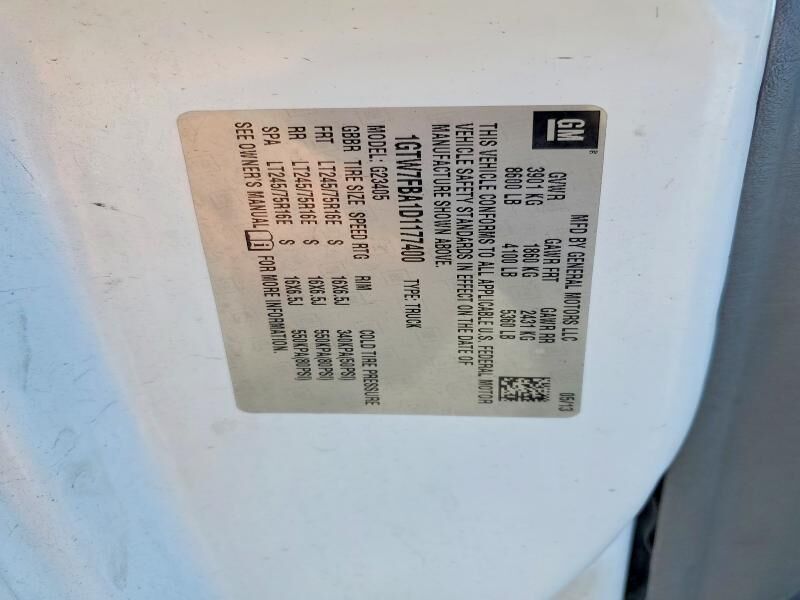 GM
MFD BY GENERAL MOTORS LLC 05/13
GVWR GAWR FRT GAWR RR
3901 KG 1860 KG 2431 KG
8600 LB 4100 LB 5360 LB
THIS VEHICLE CONFORMS TO ALL APPLICABLE U.S. FEDERAL MOTOR
VEHICLE SAFETY STANDARDS IN EFFECT ON THE DATE OF
MANUFACTURE SHOWN ABOVE.
1GTW7FBA1D1177400 TYPE: TRUCK
MODEL: G23405
GBBR TIRE SIZE SPEED RTG RIM COLD TIRE PRESSURE
FRT LT245/75R16E S 16X6.5J 340KPA(50PSI)
RR LT245/75R16E S 16X6.5J 550KPA(80PSI)
SPA LT245/75R16E S 16X6.5J 550KPA(80PSI)
SEE OWNER'S MANUAL FOR MORE INFORMATION.